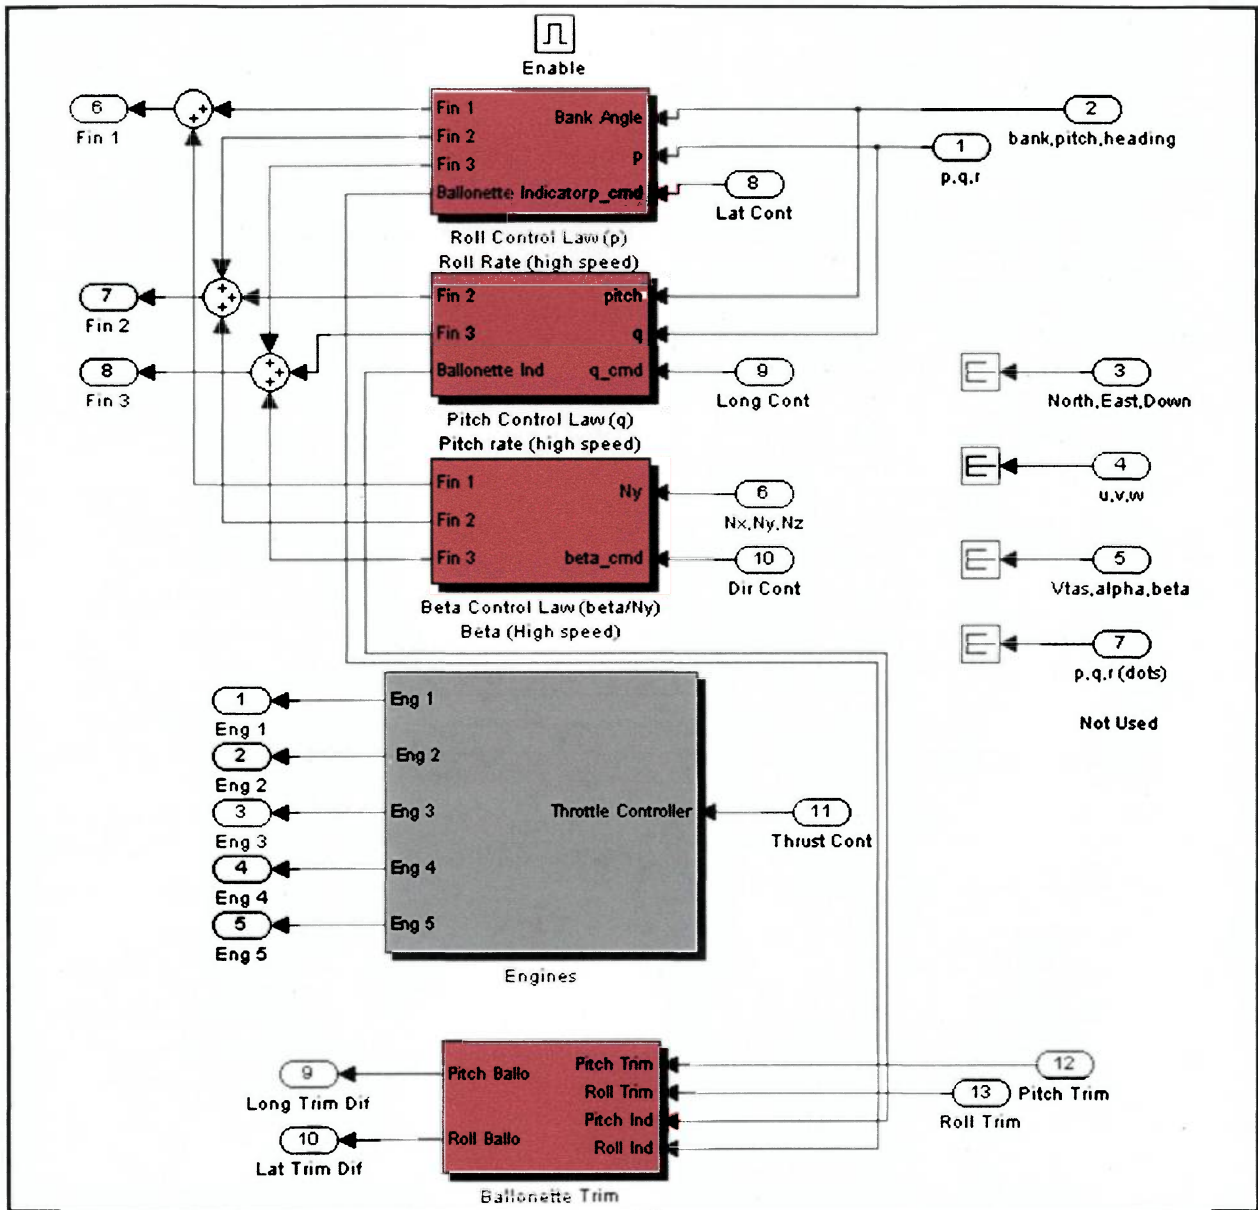 Enable
6
Fin 1
+
+
Fin 1
Fin 2
Fin 3
Ballonette Indicatorp_cmd
Bank Angle
p
Roll Control Law (p)
Roll Rate (high speed)
2
bank,pitch,heading
1
p,q,r
8
Lat Cont
7
Fin 2
+
+
+
8
Fin 3
+
+
+
Fin 2
Fin 3
Ballonette Ind
pitch
q
q_cmd
Pitch Control Law (q)
Pitch rate (high speed)
9
Long Cont
3
North,East,Down
4
u,v,w
5
Vtas,alpha,beta
7
p,q,r (dots)
Not Used
Fin 1
Fin 2
Fin 3
Ny
beta_cmd
Beta Control Law (beta/Ny)
Beta (High speed)
6
Nx,Ny,Nz
10
Dir Cont
1
Eng 1
2
Eng 2
3
Eng 3
4
Eng 4
5
Eng 5
Eng 1
Eng 2
Eng 3
Eng 4
Eng 5
Throttle Controller
Engines
11
Thrust Cont
9
Long Trim Dif
10
Lat Trim Dif
Pitch Ballo
Roll Ballo
Pitch Trim
Roll Trim
Pitch Ind
Roll Ind
Ballonette Trim
12
Pitch Trim
13
Roll Trim